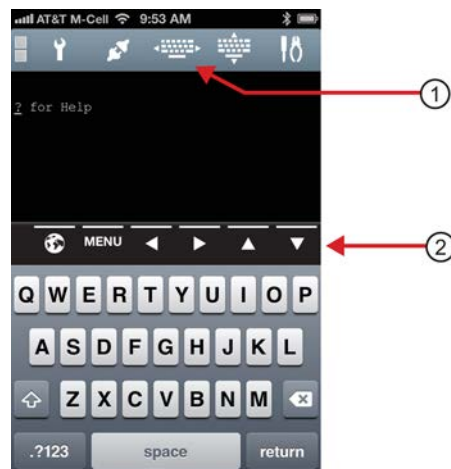 AT&T M-Cell 9:53 AM
1
? for Help
MENU
2
Q W E R T Y U I O P
A S D F G H J K L
Z X C V B N M
.?123 space return